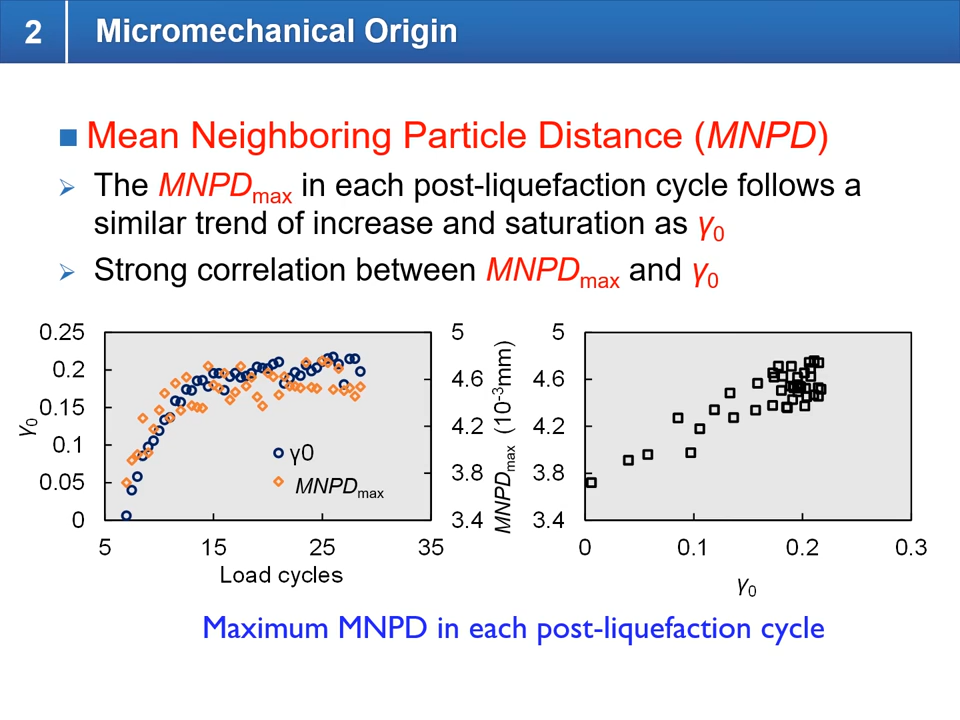 2 Micromechanical Origin
Mean Neighboring Particle Distance (MNPD)
The MNPDmax in each post-liquefaction cycle follows a
similar trend of increase and saturation as γ0
Strong correlation between MNPDmax and γ0
0.25
0.2
0.15
0.1
0.05
0
γ0
5 15 25 35
Load cycles
γ0
MNPDmax
5
4.6
4.2
3.8
3.4
MNPDmax (10-3mm)
5
4.6
4.2
3.8
3.4
0 0.1 0.2 0.3
γ0
Maximum MNPD in each post-liquefaction cycle